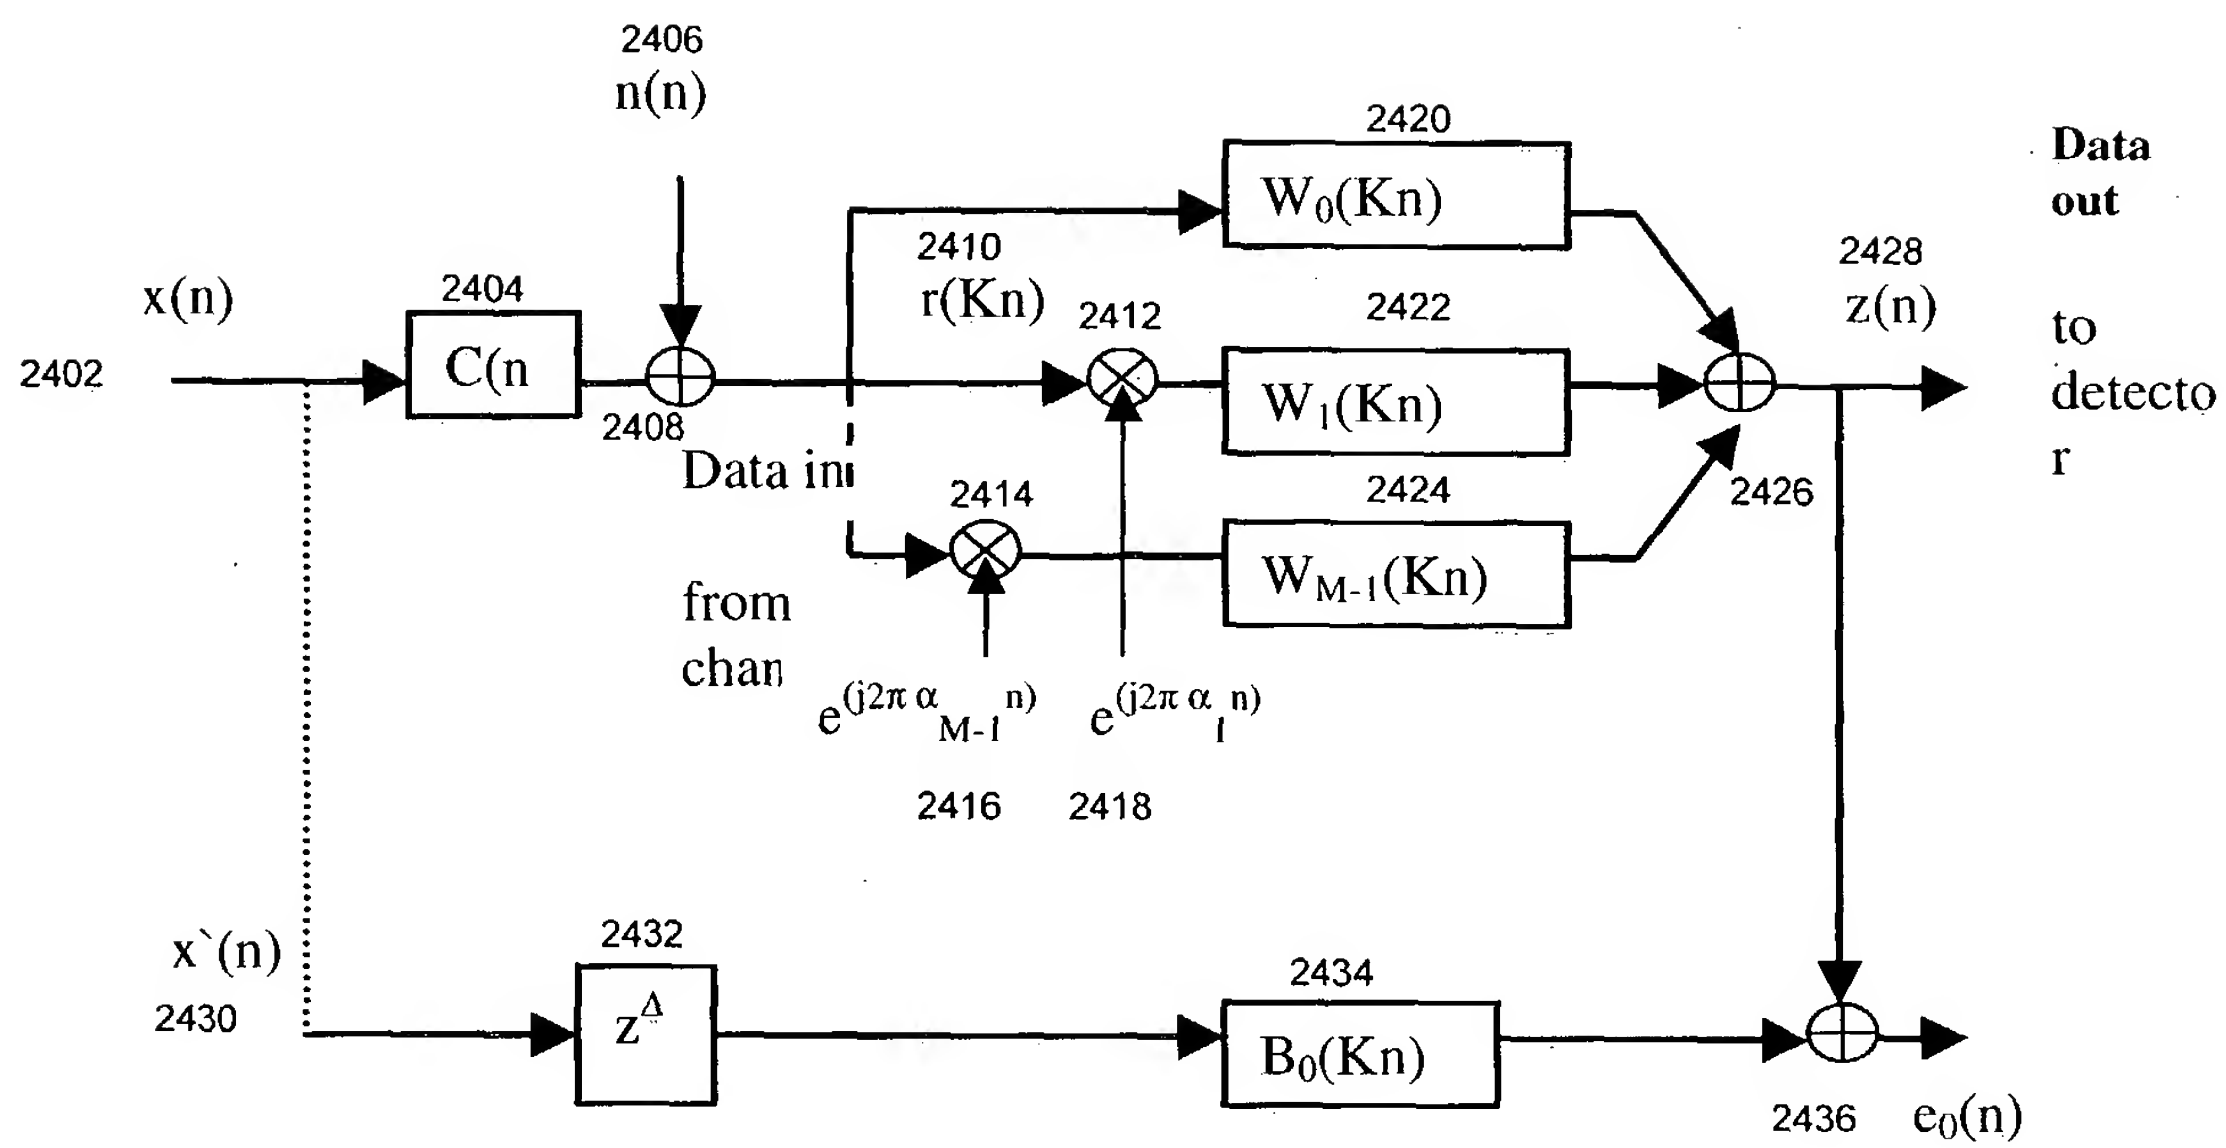 2406
n(n)
2420
W0(Kn)
Data
out
2410
r(Kn)
2428
z(n)
x(n)
2404
C(n
2402
2408
2412
2422
W1(Kn)
to
detecto
r
Data in
2414
2424
WM-1(Kn)
2426
from
chan
e(j2π αM-1 n)
e(j2π α1 n)
2416
2418
x`(n)
2430
2432
zΔ
2434
B0(Kn)
2436
e0(n)